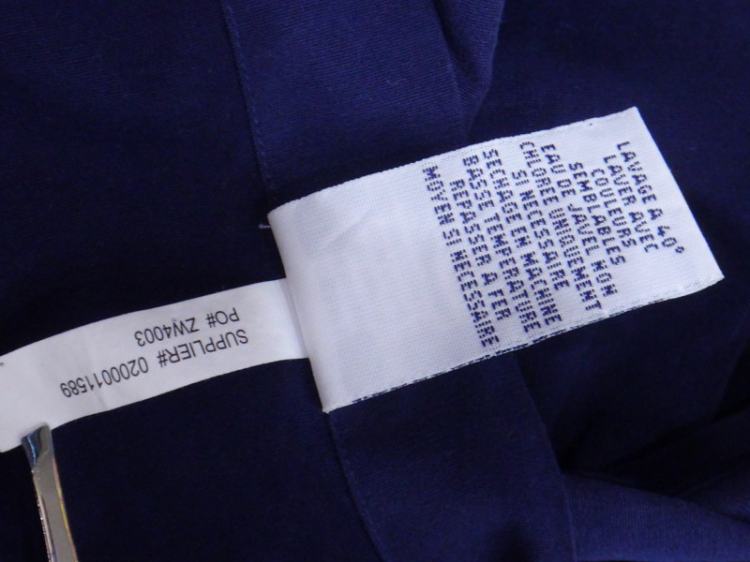 LAVAGE A 40°
LAVER AVEC
COULEURS
SEMBLABLES
EAU DE JAVEL NON
CHLOREE UNIQUEMENT
SI NECESSAIRE
SECHAGE EN MACHINE
BASSE TEMPERATURE
REPASSER A FER
MOYEN SI NECESSAIRE
SUPPLIER# 0200011589
PO# ZW4003